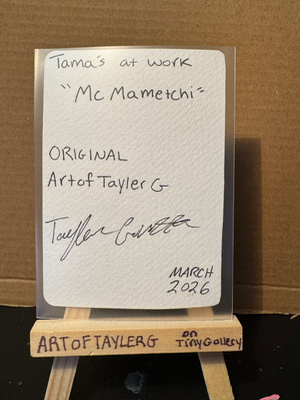 Tama's at work
"Mc Mametchi"
ORIGINAL
Art of Tayler G
MARCH
2026
ARTOFTAYLERG on TinyGallery